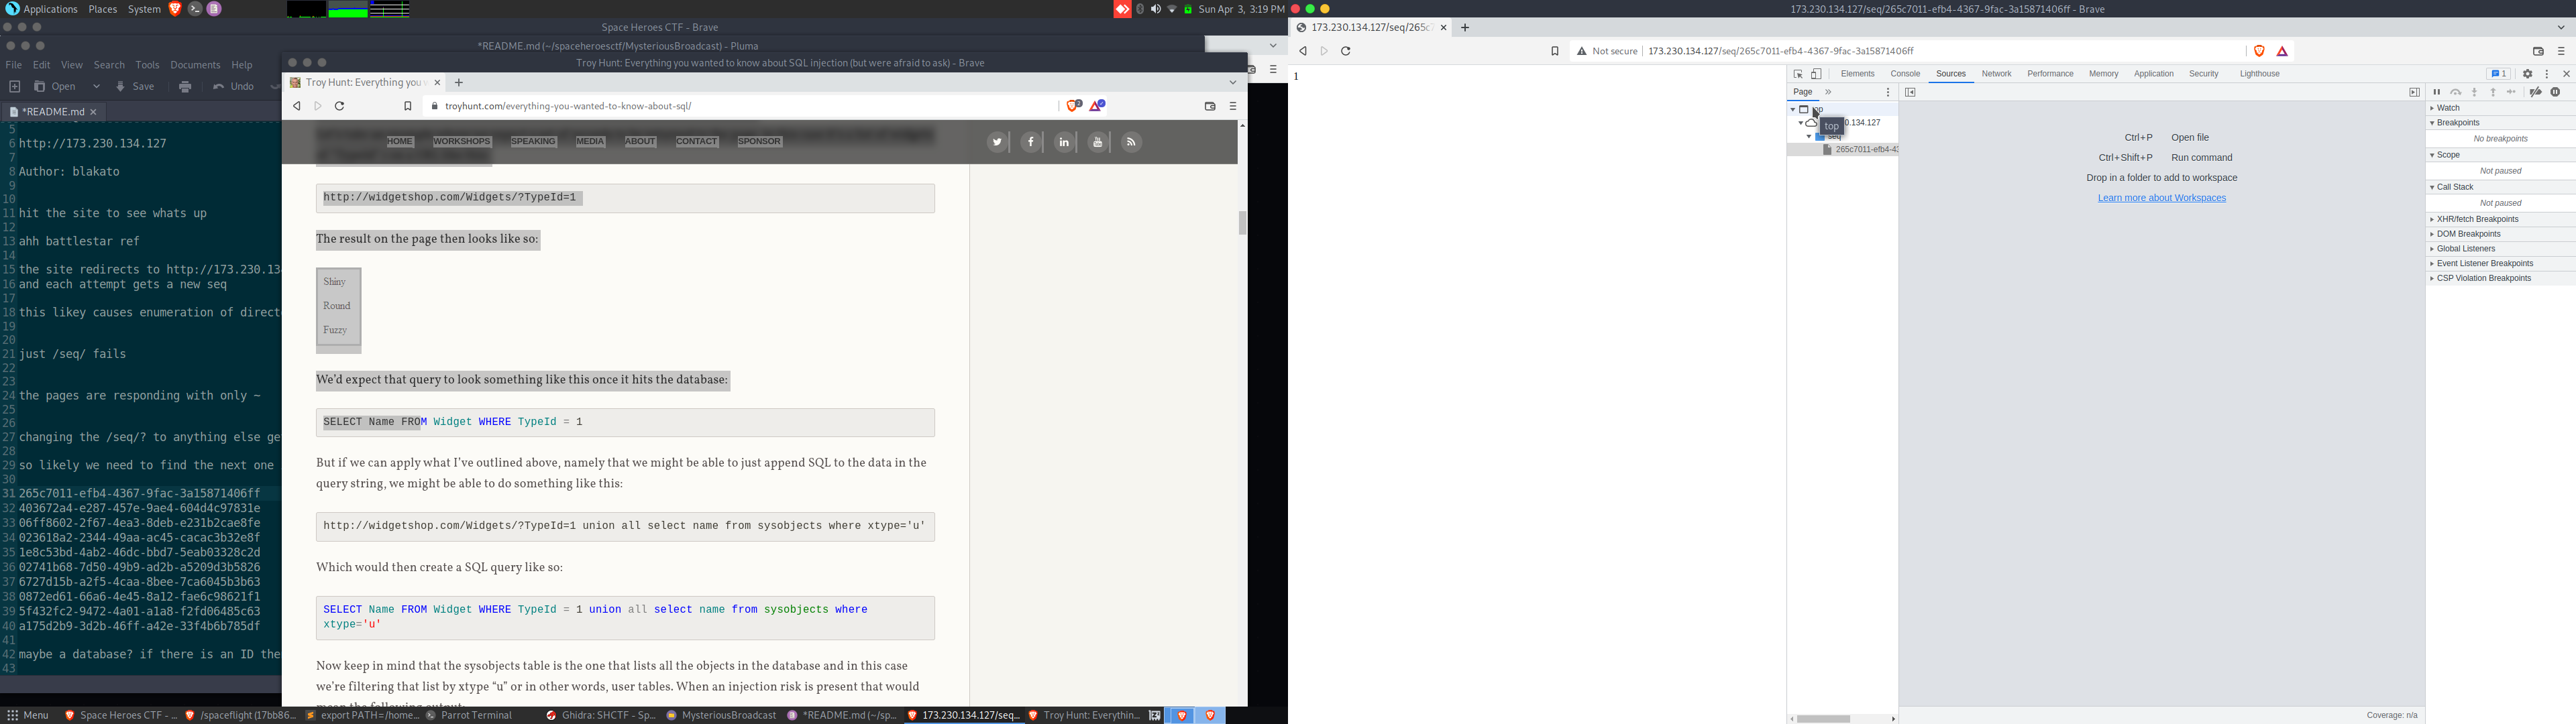 Applications Places System
Sun Apr 3, 3:19 PM
Space Heroes CTF - Brave
*README.md (~/spaceheroesctf/MysteriousBroadcast) - Pluma
File Edit View Search Tools Documents Help
Open Save Undo
*README.md
5
6 http://173.230.134.127
7
8 Author: blakato
9
10
11 hit the site to see whats up
12
13 ahh battlestar ref
14
15 the site redirects to http://173.230.13
16 and each attempt gets a new seq
17
18 this likey causes enumeration of direct
19
20
21 just /seq/ fails
22
23
24 the pages are responding with only ~
25
26
27 changing the /seq/? to anything else ge
28
29 so likely we need to find the next one
30
31 265c7011-efb4-4367-9fac-3a15871406ff
32 403672a4-e287-457e-9ae4-604d4c97831e
33 06ff8602-2f67-4ea3-8deb-e231b2cae8fe
34 023618a2-2344-49aa-ac45-cacac3b32e8f
35 1e8c53bd-4ab2-46dc-bbd7-5eab03328c2d
36 02741b68-7d50-49b9-ad2b-a5209d3b5826
37 6727d15b-a2f5-4caa-8bee-7ca6045b3b63
38 0872ed61-66a6-4e45-8a12-fae6c98621f1
39 5f432fc2-9472-4a01-a1a8-f2fd06485c63
40 a175d2b9-3d2b-46ff-a42e-33f4b6b785df
41
42 maybe a database? if there is an ID the
43
Troy Hunt: Everything you wanted to know about SQL injection (but were afraid to ask) - Brave
Troy Hunt: Everything you w
troyhunt.com/everything-you-wanted-to-know-about-sql/
HOME WORKSHOPS SPEAKING MEDIA ABOUT CONTACT SPONSOR
http://widgetshop.com/Widgets/?TypeId=1
The result on the page then looks like so:
Shiny
Round
Fuzzy
We'd expect that query to look something like this once it hits the database:
SELECT Name FROM Widget WHERE TypeId = 1
But if we can apply what I've outlined above, namely that we might be able to just append SQL to the data in the
query string, we might be able to do something like this:
http://widgetshop.com/Widgets/?TypeId=1 union all select name from sysobjects where xtype='u'
Which would then create a SQL query like so:
SELECT Name FROM Widget WHERE TypeId = 1 union all select name from sysobjects where
xtype='u'
Now keep in mind that the sysobjects table is the one that lists all the objects in the database and in this case
we're filtering that list by xtype “u” or in other words, user tables. When an injection risk is present that would
mean the following output:
Menu Space Heroes CTF - ... /spaceflight (17bb86... export PATH=/home... Parrot Terminal Ghidra: SHCTF - Sp... MysteriousBroadcast *README.md (~/sp... 173.230.134.127/seq... Troy Hunt: Everythin...
173.230.134.127/seq/265c7011-efb4-4367-9fac-3a15871406ff - Brave
173.230.134.127/seq/265c7
Not secure 173.230.134.127/seq/265c7011-efb4-4367-9fac-3a15871406ff
1
Elements Console Sources Network Performance Memory Application Security Lighthouse 1
Page
top
0.134.127
seq
265c7011-efb4-43
Ctrl+P Open file
Ctrl+Shift+P Run command
Drop in a folder to add to workspace
Learn more about Workspaces
Watch
Breakpoints
No breakpoints
Scope
Not paused
Call Stack
Not paused
XHR/fetch Breakpoints
DOM Breakpoints
Global Listeners
Event Listener Breakpoints
CSP Violation Breakpoints
Coverage: n/a